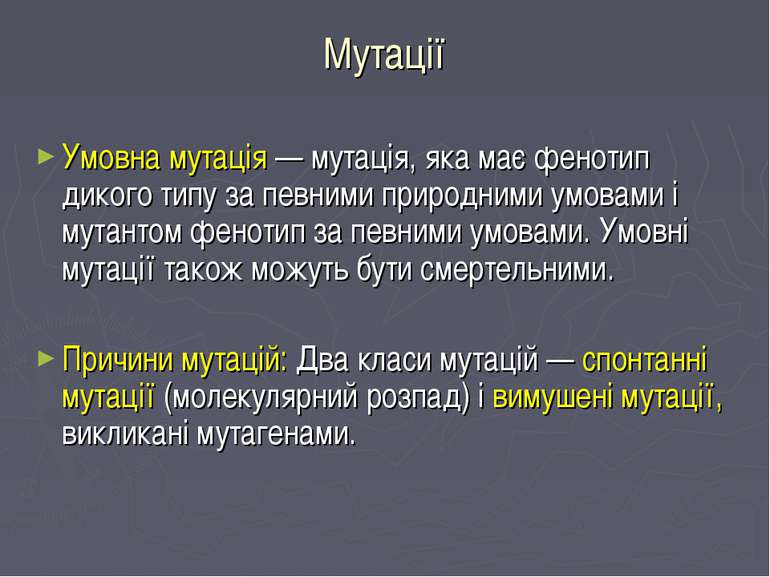 Мутації
Умовна мутація — мутація, яка має фенотип
дикого типу за певними природними умовами і
мутантом фенотип за певними умовами. Умовні
мутації також можуть бути смертельними.
Причини мутацій: Два класи мутацій — спонтанні
мутації (молекулярний розпад) і вимушені мутації,
викликані мутагенами.